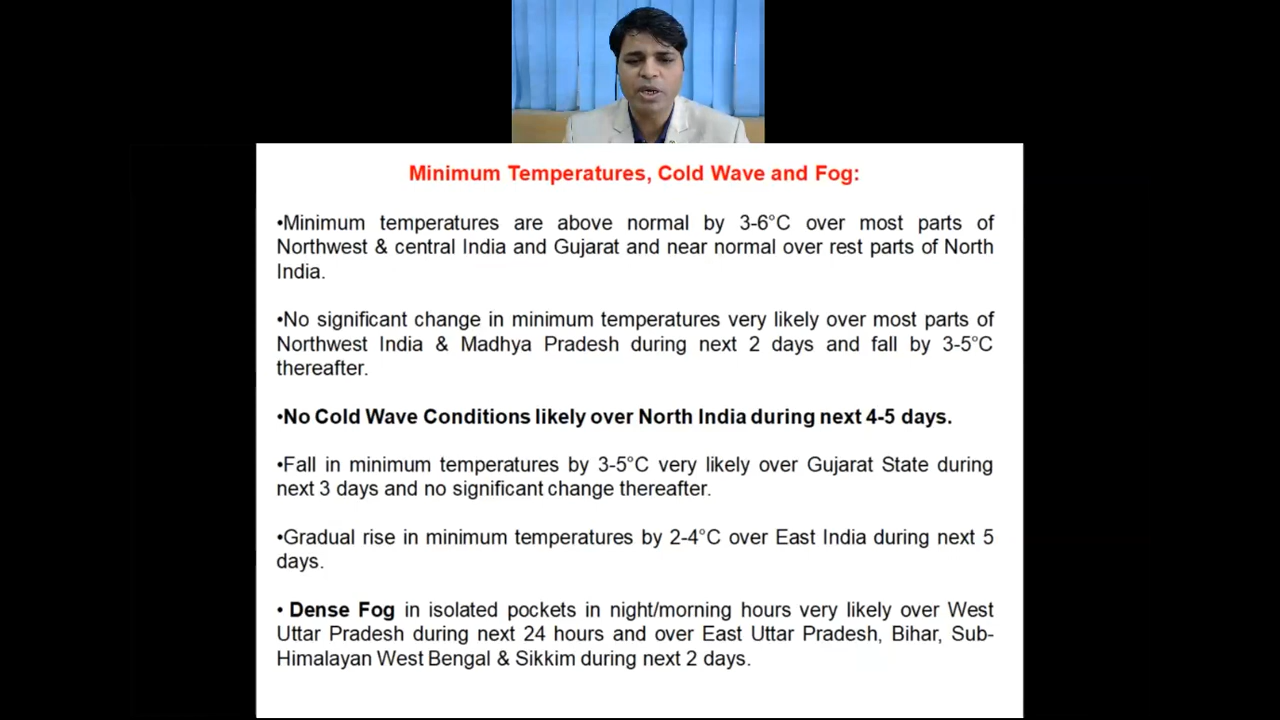 Minimum Temperatures, Cold Wave and Fog:
•Minimum temperatures are above normal by 3-6°C over most parts of
Northwest & central India and Gujarat and near normal over rest parts of North
India.
•No significant change in minimum temperatures very likely over most parts of
Northwest India & Madhya Pradesh during next 2 days and fall by 3-5°C
thereafter.
•No Cold Wave Conditions likely over North India during next 4-5 days.
•Fall in minimum temperatures by 3-5°C very likely over Gujarat State during
next 3 days and no significant change thereafter.
•Gradual rise in minimum temperatures by 2-4°C over East India during next 5
days.
• Dense Fog in isolated pockets in night/morning hours very likely over West
Uttar Pradesh during next 24 hours and over East Uttar Pradesh, Bihar, Sub-
Himalayan West Bengal & Sikkim during next 2 days.